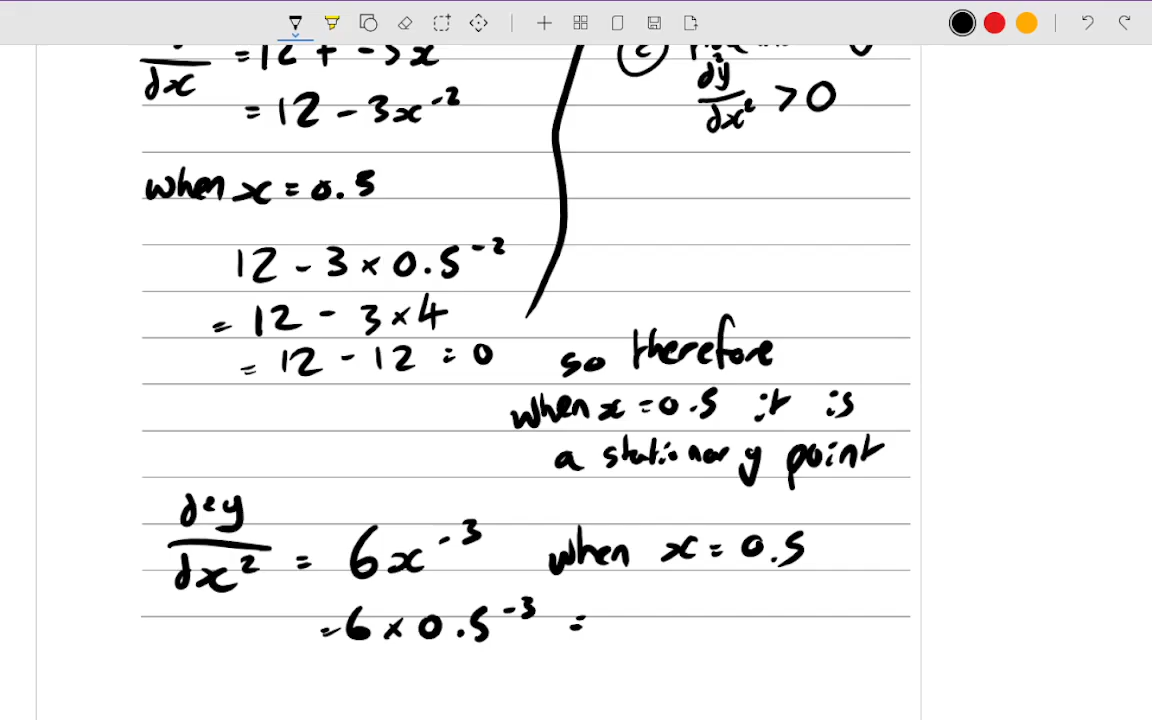 dx = 12 + -3x
= 12 - 3x^-2
when x = 0.5
12 - 3 × 0.5^-2
= 12 - 3 × 4
= 12 - 12 = 0
so therefore
when x = 0.5 it is
a stationary point
d²y/dx² = 6x^-3 when x = 0.5
= 6 × 0.5^-3 =
c
d²y/dx² > 0